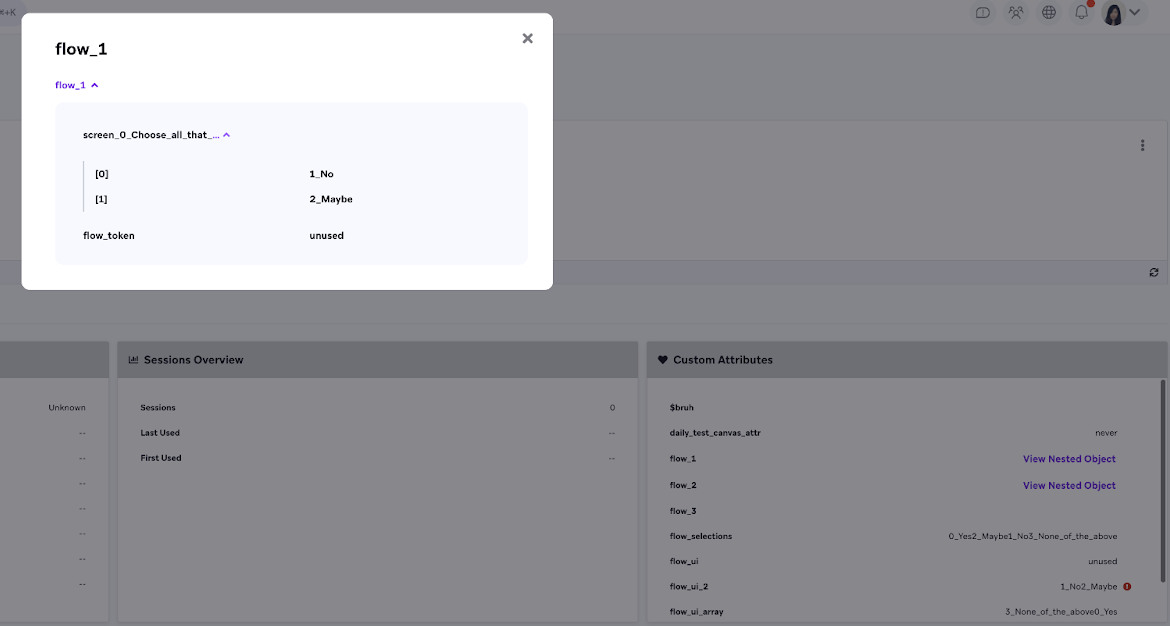 ⌘+K
flow_1
flow_1
screen_0_Choose_all_that_...
[0] 1_No
[1] 2_Maybe
flow_token unused
Sessions Overview
Custom Attributes
Unknown
--
--
--
--
--
--
--
Sessions 0
Last Used --
First Used --
$bruh
daily_test_canvas_attr never
flow_1 View Nested Object
flow_2 View Nested Object
flow_3
flow_selections 0_Yes2_Maybe1_No3_None_of_the_above
flow_ui unused
flow_ui_2 1_No2_Maybe
flow_ui_array 3_None_of_the_above0_Yes